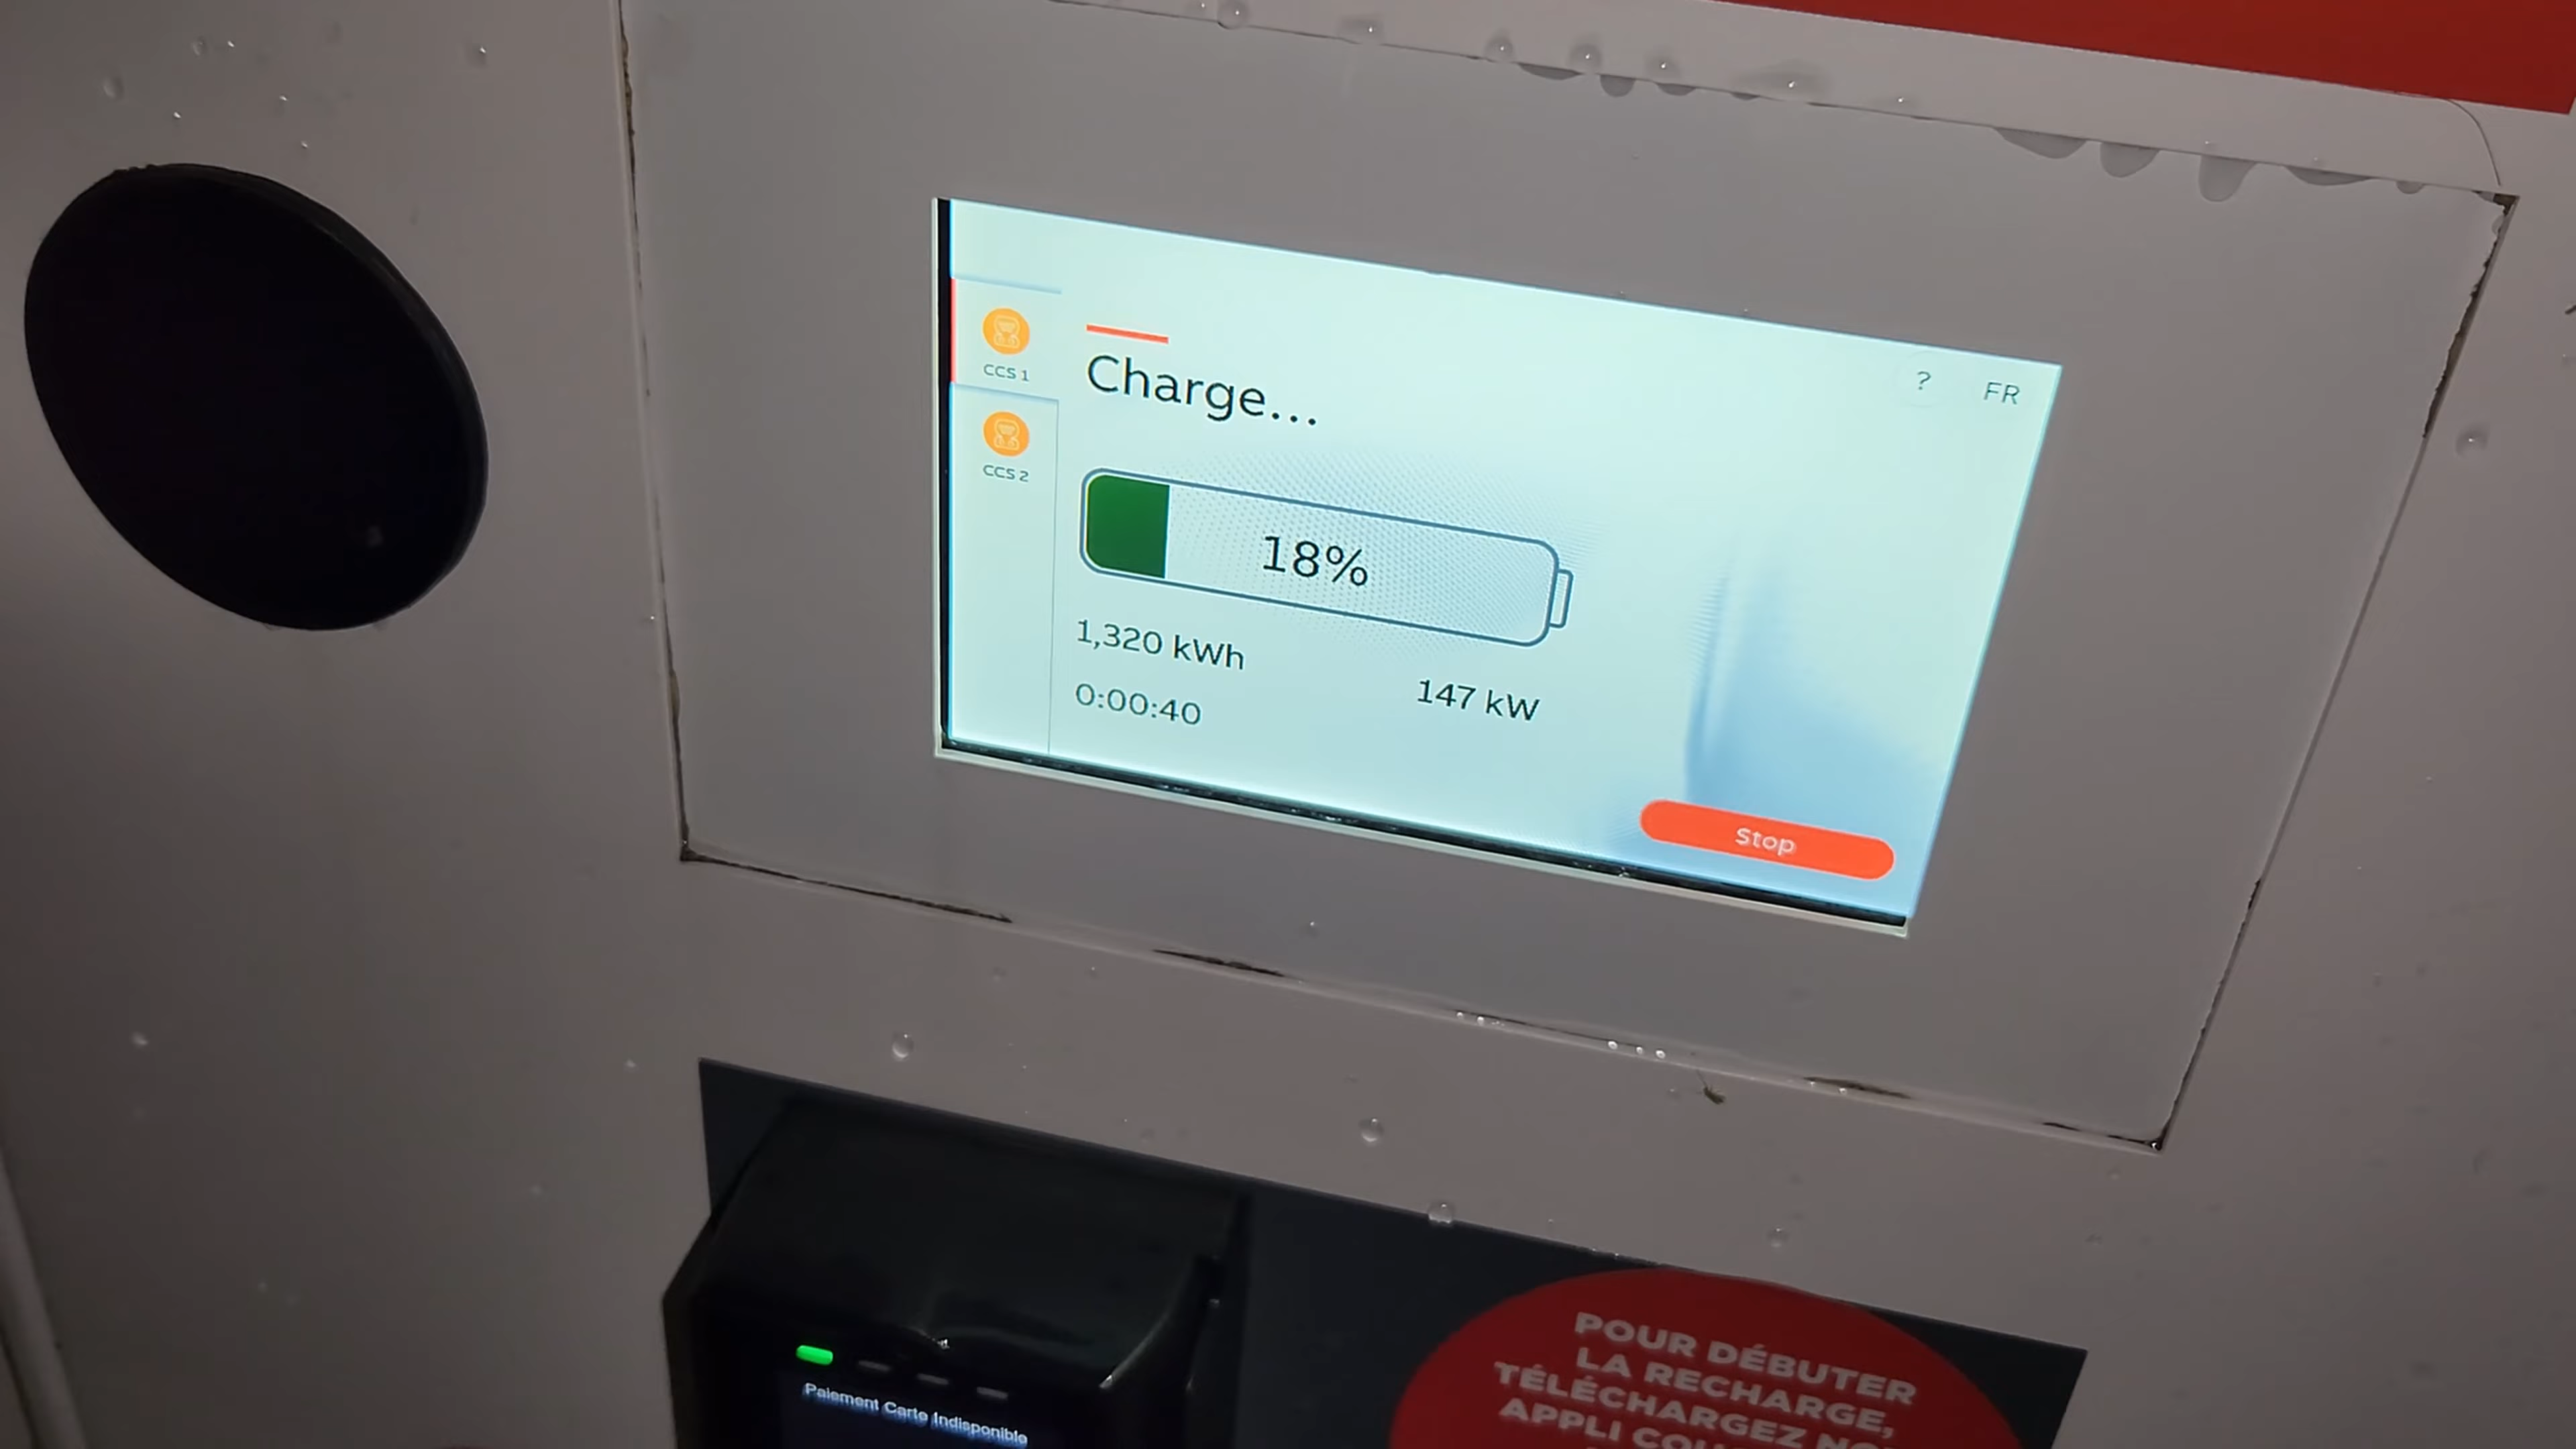 CCS 1
CCS 2
Charge...
? FR
18%
1,320 kWh
147 kW
0:00:40
Stop
Paiement Carte Indisponible
POUR DÉBUTER
LA RECHARGE,
TÉLÉCHARGEZ
APPLI